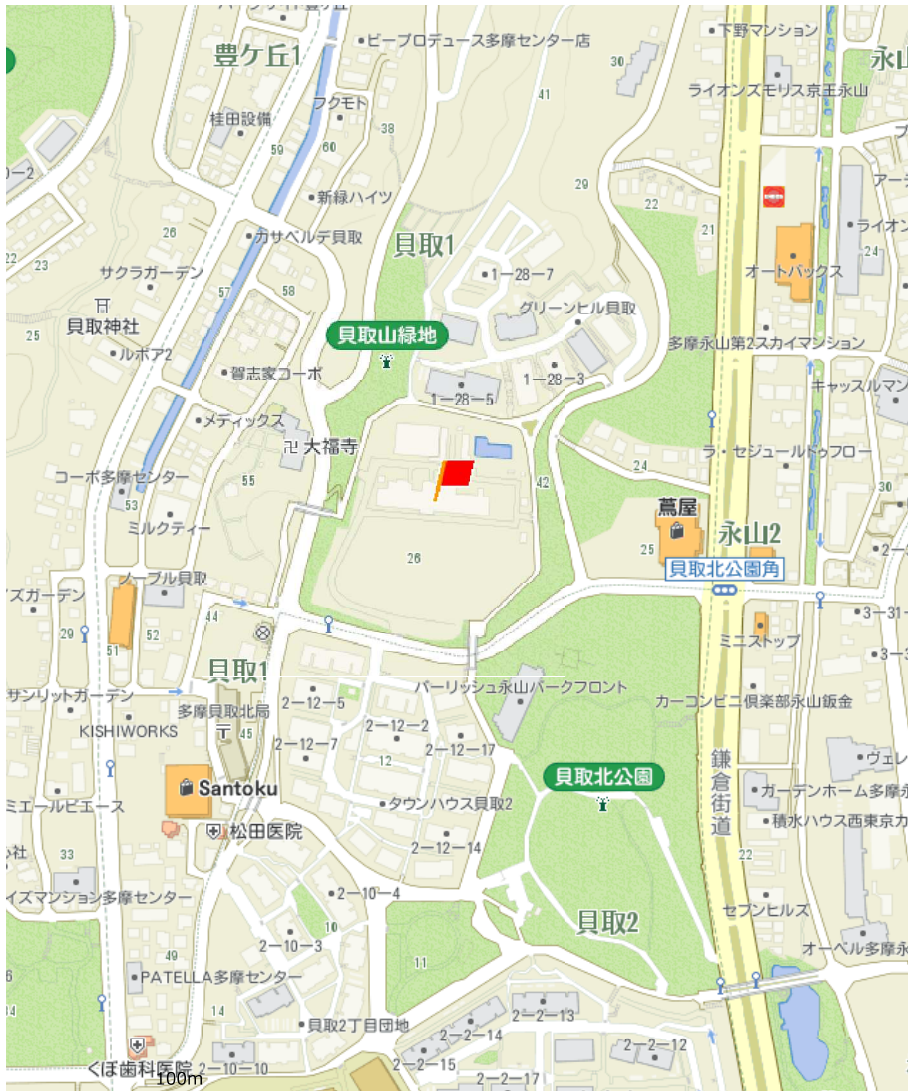 ビープロデュース多摩センター店
下野マンション
豊ケ丘1
30
永山
ライオンズモリス京王永山
41
フクモト
桂田設備
38
59
60
29
新緑ハイツ
22
23
22
26
21
カサベルデ貝取
貝取1
ライオン
24
サクラガーデン
1-28-7
オートバックス
58
57
グリーンヒル貝取
貝取神社
25
貝取山緑地
多摩永山第2スカイマンション
ルボア2
賀志家コーポ
1-28-3
1-28-5
キャッスルマン
メティックス
卍 大福寺
ラ・セジュールドゥフロー
コーポ多摩センター
55
24
42
30
53
蔦屋
ミルクティー
永山2
26
25
貝取北公園角
ノーブル貝取
イズガーデン
44
29
52
51
ミニストップ
貝取1
サンリットガーデン
パーリッシュ永山パークフロント
カーコンビニ倶楽部永山鈑金
多摩貝取北局
2-12-5
KISHIWORKS
〒
45
2-12-2
2-12-17
2-12-7
12
鎌倉街道
貝取北公園
Santoku
ガーデンホーム多摩永
ミエールピエース
タウンハウス貝取2
積水ハウス西東京カ
松田医院
2-12-14
33
22
イズマンション多摩センター
2-10-4
セブンヒルズ
貝取2
10
2-10-3
オーベル多摩永
49
11
PATELLA多摩センター
14
2-2-13
貝取2丁目団地
2-2-14
2-2-12
2-2-15
くぼ歯科医院
2-10-10
2-2-17
100m